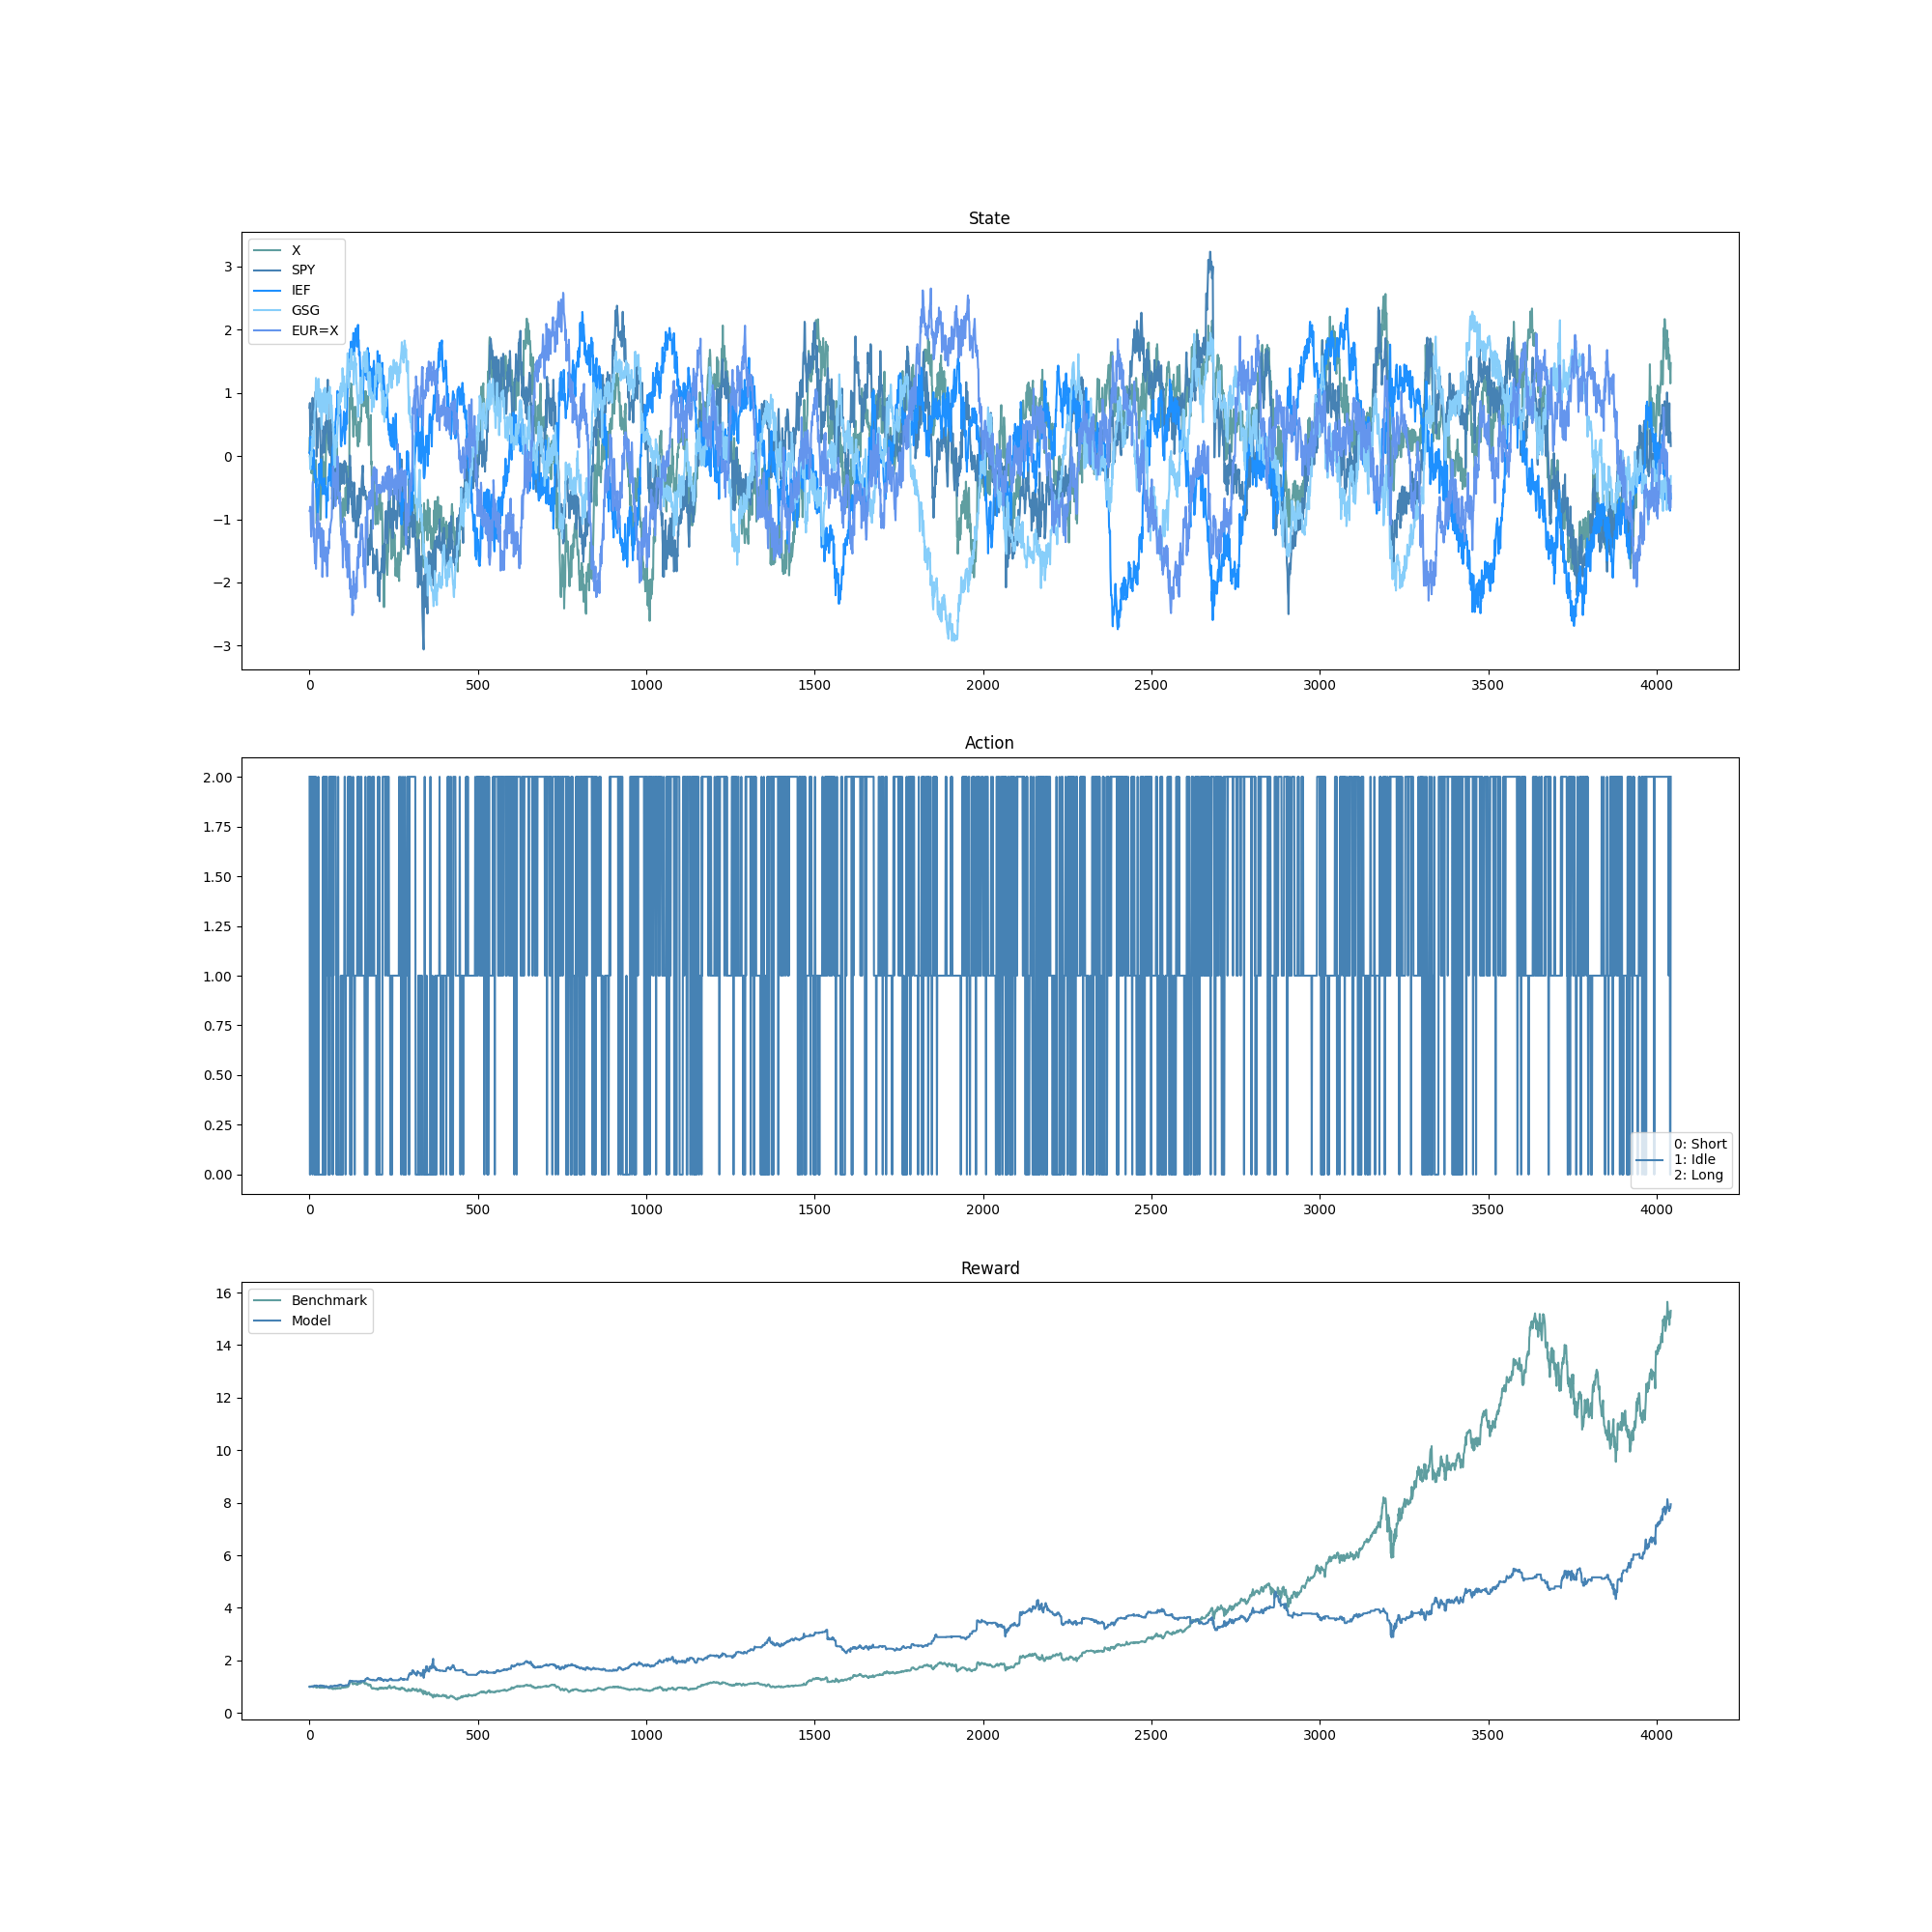 State
X
SPY
IEF
GSG
EUR=X
3
2
1
0
−1
−2
−3
0 500 1000 1500 2000 2500 3000 3500 4000
Action
2.00
1.75
1.50
1.25
1.00
0.75
0.50
0.25
0.00
0: Short
1: Idle
2: Long
0 500 1000 1500 2000 2500 3000 3500 4000
Reward
Benchmark
Model
16
14
12
10
8
6
4
2
0
0 500 1000 1500 2000 2500 3000 3500 4000